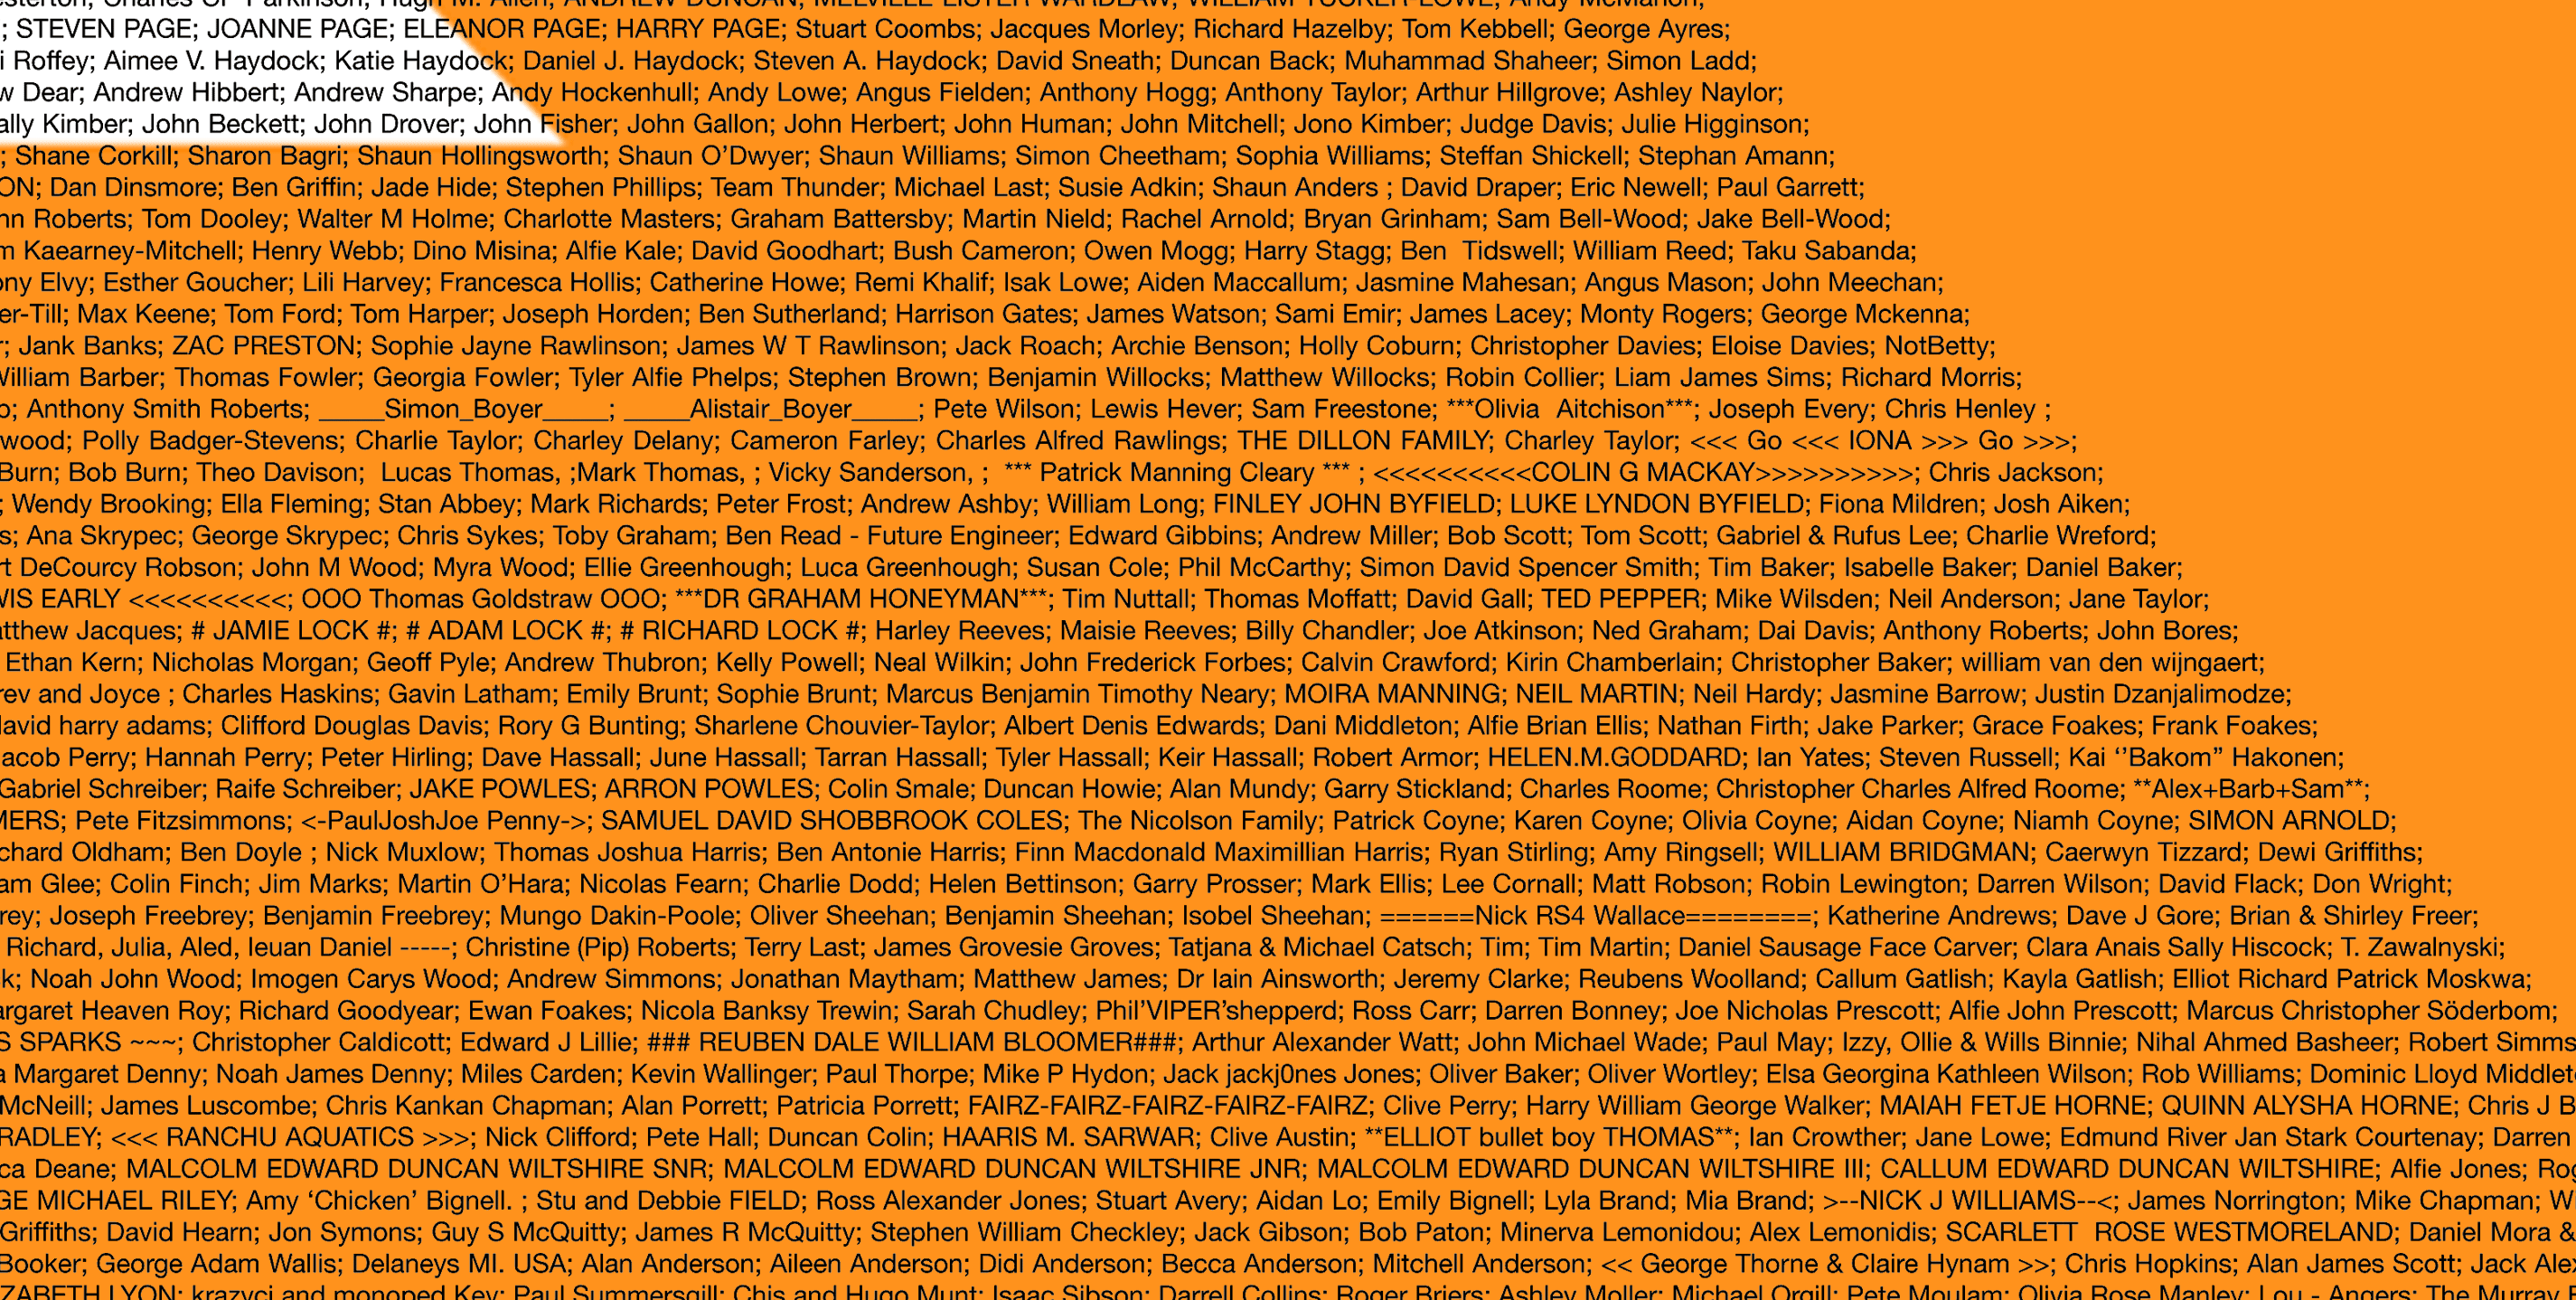 Parkinson, Hugh M. Allen, ANDREW DUNCAN; MELVILLE LISTER WARDLAW; WILLIAM TUCKER-LOWE; Andy McMahon;
; STEVEN PAGE; JOANNE PAGE; ELEANOR PAGE; HARRY PAGE; Stuart Coombs; Jacques Morley; Richard Hazelby; Tom Kebbell; George Ayres;
i Roffey; Aimee V. Haydock; Katie Haydock; Daniel J. Haydock; Steven A. Haydock; David Sneath; Duncan Back; Muhammad Shaheer; Simon Ladd;
w Dear; Andrew Hibbert; Andrew Sharpe; Andy Hockenhull; Andy Lowe; Angus Fielden; Anthony Hogg; Anthony Taylor; Arthur Hillgrove; Ashley Naylor;
ally Kimber; John Beckett; John Drover; John Fisher; John Gallon; John Herbert; John Human; John Mitchell; Jono Kimber; Judge Davis; Julie Higginson;
; Shane Corkill; Sharon Bagri; Shaun Hollingsworth; Shaun O’Dwyer; Shaun Williams; Simon Cheetham; Sophia Williams; Steffan Shickell; Stephan Amann;
ON; Dan Dinsmore; Ben Griffin; Jade Hide; Stephen Phillips; Team Thunder; Michael Last; Susie Adkin; Shaun Anders ; David Draper; Eric Newell; Paul Garrett;
nn Roberts; Tom Dooley; Walter M Holme; Charlotte Masters; Graham Battersby; Martin Nield; Rachel Arnold; Bryan Grinham; Sam Bell-Wood; Jake Bell-Wood;
m Kaearney-Mitchell; Henry Webb; Dino Misina; Alfie Kale; David Goodhart; Bush Cameron; Owen Mogg; Harry Stagg; Ben  Tidswell; William Reed; Taku Sabanda;
ony Elvy; Esther Goucher; Lili Harvey; Francesca Hollis; Catherine Howe; Remi Khalif; Isak Lowe; Aiden Maccallum; Jasmine Mahesan; Angus Mason; John Meechan;
er-Till; Max Keene; Tom Ford; Tom Harper; Joseph Horden; Ben Sutherland; Harrison Gates; James Watson; Sami Emir; James Lacey; Monty Rogers; George Mckenna;
r; Jank Banks; ZAC PRESTON; Sophie Jayne Rawlinson; James W T Rawlinson; Jack Roach; Archie Benson; Holly Coburn; Christopher Davies; Eloise Davies; NotBetty;
William Barber; Thomas Fowler; Georgia Fowler; Tyler Alfie Phelps; Stephen Brown; Benjamin Willocks; Matthew Willocks; Robin Collier; Liam James Sims; Richard Morris;
o; Anthony Smith Roberts; _____Simon_Boyer_____; _____Alistair_Boyer_____; Pete Wilson; Lewis Hever; Sam Freestone; ***Olivia  Aitchison***; Joseph Every; Chris Henley ;
wood; Polly Badger-Stevens; Charlie Taylor; Charley Delany; Cameron Farley; Charles Alfred Rawlings; THE DILLON FAMILY; Charley Taylor; <<< Go <<< IONA >>> Go >>>;
Burn; Bob Burn; Theo Davison;  Lucas Thomas, ;Mark Thomas, ; Vicky Sanderson, ;  *** Patrick Manning Cleary *** ; <<<<<<<<<<COLIN G MACKAY>>>>>>>>>>; Chris Jackson;
; Wendy Brooking; Ella Fleming; Stan Abbey; Mark Richards; Peter Frost; Andrew Ashby; William Long; FINLEY JOHN BYFIELD; LUKE LYNDON BYFIELD; Fiona Mildren; Josh Aiken;
s; Ana Skrypec; George Skrypec; Chris Sykes; Toby Graham; Ben Read - Future Engineer; Edward Gibbins; Andrew Miller; Bob Scott; Tom Scott; Gabriel & Rufus Lee; Charlie Wreford;
rt DeCourcy Robson; John M Wood; Myra Wood; Ellie Greenhough; Luca Greenhough; Susan Cole; Phil McCarthy; Simon David Spencer Smith; Tim Baker; Isabelle Baker; Daniel Baker;
WIS EARLY <<<<<<<<<<; OOO Thomas Goldstraw OOO; ***DR GRAHAM HONEYMAN***; Tim Nuttall; Thomas Moffatt; David Gall; TED PEPPER; Mike Wilsden; Neil Anderson; Jane Taylor;
atthew Jacques; # JAMIE LOCK #; # ADAM LOCK #; # RICHARD LOCK #; Harley Reeves; Maisie Reeves; Billy Chandler; Joe Atkinson; Ned Graham; Dai Davis; Anthony Roberts; John Bores;
Ethan Kern; Nicholas Morgan; Geoff Pyle; Andrew Thubron; Kelly Powell; Neal Wilkin; John Frederick Forbes; Calvin Crawford; Kirin Chamberlain; Christopher Baker; william van den wijngaert;
rev and Joyce ; Charles Haskins; Gavin Latham; Emily Brunt; Sophie Brunt; Marcus Benjamin Timothy Neary; MOIRA MANNING; NEIL MARTIN; Neil Hardy; Jasmine Barrow; Justin Dzanjalimodze;
david harry adams; Clifford Douglas Davis; Rory G Bunting; Sharlene Chouvier-Taylor; Albert Denis Edwards; Dani Middleton; Alfie Brian Ellis; Nathan Firth; Jake Parker; Grace Foakes; Frank Foakes;
acob Perry; Hannah Perry; Peter Hirling; Dave Hassall; June Hassall; Tarran Hassall; Tyler Hassall; Keir Hassall; Robert Armor; HELEN.M.GODDARD; Ian Yates; Steven Russell; Kai ‘’Bakom” Hakonen;
Gabriel Schreiber; Raife Schreiber; JAKE POWLES; ARRON POWLES; Colin Smale; Duncan Howie; Alan Mundy; Garry Stickland; Charles Roome; Christopher Charles Alfred Roome; **Alex+Barb+Sam**;
MERS; Pete Fitzsimmons; <-PaulJoshJoe Penny->; SAMUEL DAVID SHOBBROOK COLES; The Nicolson Family; Patrick Coyne; Karen Coyne; Olivia Coyne; Aidan Coyne; Niamh Coyne; SIMON ARNOLD;
chard Oldham; Ben Doyle ; Nick Muxlow; Thomas Joshua Harris; Ben Antonie Harris; Finn Macdonald Maximillian Harris; Ryan Stirling; Amy Ringsell; WILLIAM BRIDGMAN; Caerwyn Tizzard; Dewi Griffiths;
am Glee; Colin Finch; Jim Marks; Martin O’Hara; Nicolas Fearn; Charlie Dodd; Helen Bettinson; Garry Prosser; Mark Ellis; Lee Cornall; Matt Robson; Robin Lewington; Darren Wilson; David Flack; Don Wright;
rey; Joseph Freebrey; Benjamin Freebrey; Mungo Dakin-Poole; Oliver Sheehan; Benjamin Sheehan; Isobel Sheehan; ======Nick RS4 Wallace========; Katherine Andrews; Dave J Gore; Brian & Shirley Freer;
Richard, Julia, Aled, Ieuan Daniel -----; Christine (Pip) Roberts; Terry Last; James Grovesie Groves; Tatjana & Michael Catsch; Tim; Tim Martin; Daniel Sausage Face Carver; Clara Anais Sally Hiscock; T. Zawalnyski;
k; Noah John Wood; Imogen Carys Wood; Andrew Simmons; Jonathan Maytham; Matthew James; Dr Iain Ainsworth; Jeremy Clarke; Reubens Woolland; Callum Gatlish; Kayla Gatlish; Elliot Richard Patrick Moskwa;
argaret Heaven Roy; Richard Goodyear; Ewan Foakes; Nicola Banksy Trewin; Sarah Chudley; Phil’VIPER’shepperd; Ross Carr; Darren Bonney; Joe Nicholas Prescott; Alfie John Prescott; Marcus Christopher Söderbom;
S SPARKS ~~~; Christopher Caldicott; Edward J Lillie; ### REUBEN DALE WILLIAM BLOOMER###; Arthur Alexander Watt; John Michael Wade; Paul May; Izzy, Ollie & Wills Binnie; Nihal Ahmed Basheer; Robert Simms
a Margaret Denny; Noah James Denny; Miles Carden; Kevin Wallinger; Paul Thorpe; Mike P Hydon; Jack jackj0nes Jones; Oliver Baker; Oliver Wortley; Elsa Georgina Kathleen Wilson; Rob Williams; Dominic Lloyd Middlet
McNeill; James Luscombe; Chris Kankan Chapman; Alan Porrett; Patricia Porrett; FAIRZ-FAIRZ-FAIRZ-FAIRZ-FAIRZ; Clive Perry; Harry William George Walker; MAIAH FETJE HORNE; QUINN ALYSHA HORNE; Chris J B
RADLEY; <<< RANCHU AQUATICS >>>; Nick Clifford; Pete Hall; Duncan Colin; HAARIS M. SARWAR; Clive Austin; **ELLIOT bullet boy THOMAS**; Ian Crowther; Jane Lowe; Edmund River Jan Stark Courtenay; Darren
ca Deane; MALCOLM EDWARD DUNCAN WILTSHIRE SNR; MALCOLM EDWARD DUNCAN WILTSHIRE JNR; MALCOLM EDWARD DUNCAN WILTSHIRE III; CALLUM EDWARD DUNCAN WILTSHIRE; Alfie Jones; Rog
GE MICHAEL RILEY; Amy ‘Chicken’ Bignell. ; Stu and Debbie FIELD; Ross Alexander Jones; Stuart Avery; Aidan Lo; Emily Bignell; Lyla Brand; Mia Brand; >--NICK J WILLIAMS--<; James Norrington; Mike Chapman; W
Griffiths; David Hearn; Jon Symons; Guy S McQuitty; James R McQuitty; Stephen William Checkley; Jack Gibson; Bob Paton; Minerva Lemonidou; Alex Lemonidis; SCARLETT  ROSE WESTMORELAND; Daniel Mora &
Booker; George Adam Wallis; Delaneys MI. USA; Alan Anderson; Aileen Anderson; Didi Anderson; Becca Anderson; Mitchell Anderson; << George Thorne & Claire Hynam >>; Chris Hopkins; Alan James Scott; Jack Alex
ZABETH LYON; krazyci and monoped Key; Paul Summersgill; Chis and Hugo Munt; Isaac Sibson; Darrell Collins; Roger Briers; Ashley Moller; Michael Orgill; Pete Moulam; Olivia Rose Manley; Lou - Angers; The Murray